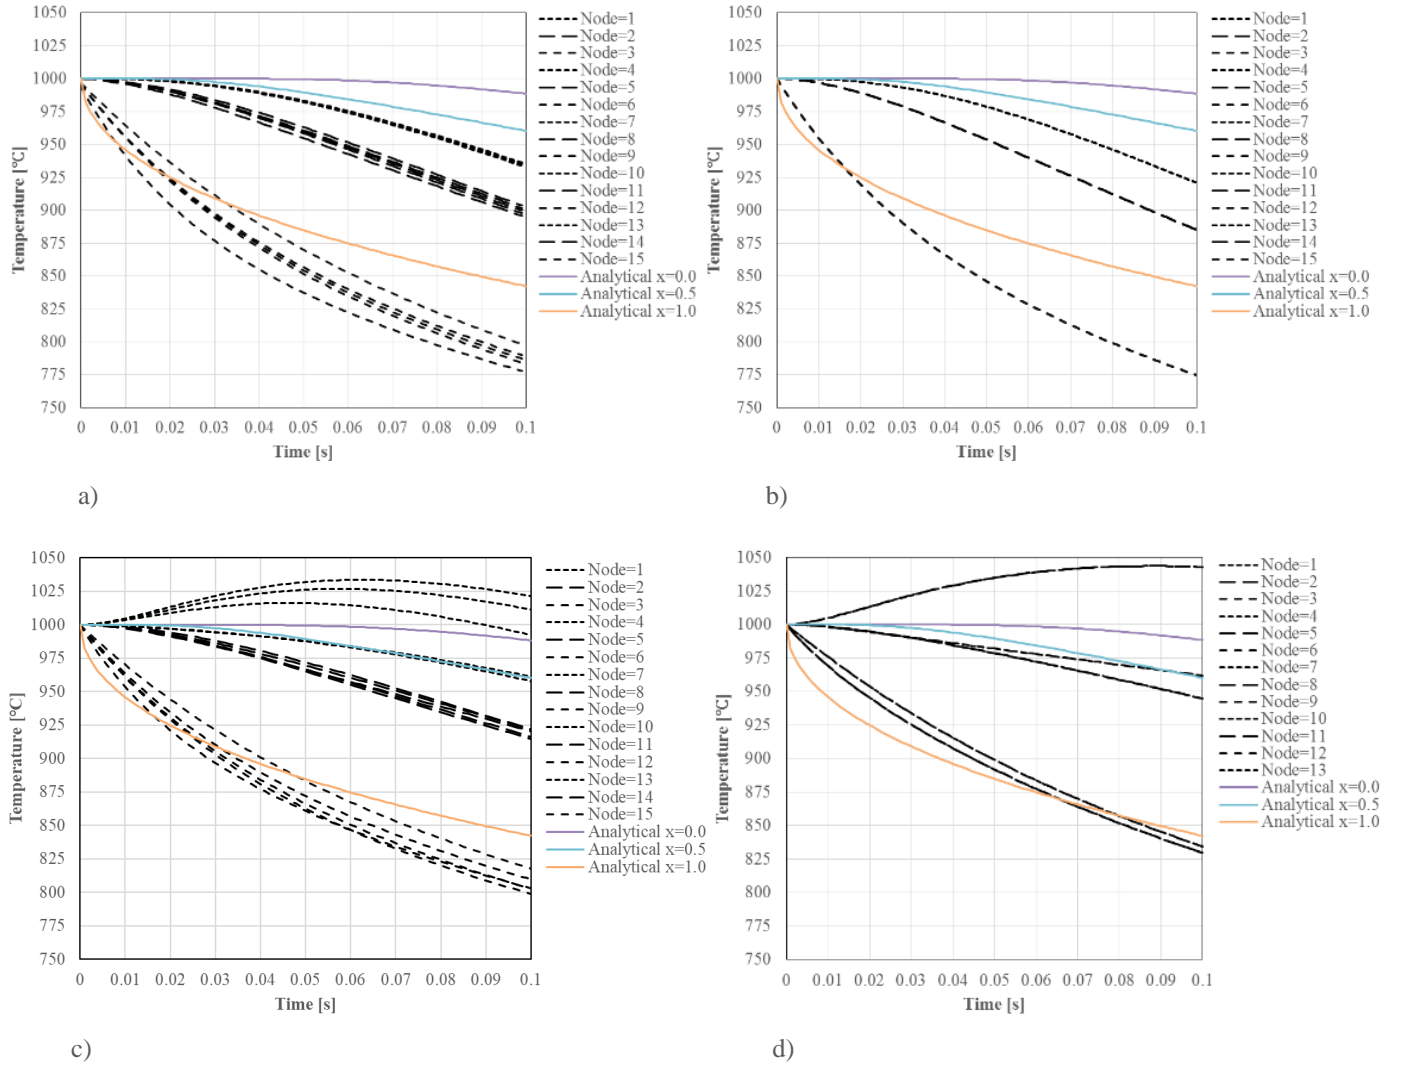 1050
1025
1000
975
950
925
900
875
850
825
800
775
750
Temperature [°C]
0 0.01 0.02 0.03 0.04 0.05 0.06 0.07 0.08 0.09 0.1
Time [s]
Node=1
Node=2
Node=3
Node=4
Node=5
Node=6
Node=7
Node=8
Node=9
Node=10
Node=11
Node=12
Node=13
Node=14
Node=15
Analytical x=0.0
Analytical x=0.5
Analytical x=1.0
a)
1050
1025
1000
975
950
925
900
875
850
825
800
775
750
Temperature [°C]
0 0.01 0.02 0.03 0.04 0.05 0.06 0.07 0.08 0.09 0.1
Time [s]
Node=1
Node=2
Node=3
Node=4
Node=5
Node=6
Node=7
Node=8
Node=9
Node=10
Node=11
Node=12
Node=13
Node=14
Node=15
Analytical x=0.0
Analytical x=0.5
Analytical x=1.0
b)
1050
1025
1000
975
950
925
900
875
850
825
800
775
750
Temperature [°C]
0 0.01 0.02 0.03 0.04 0.05 0.06 0.07 0.08 0.09 0.1
Time [s]
Node=1
Node=2
Node=3
Node=4
Node=5
Node=6
Node=7
Node=8
Node=9
Node=10
Node=11
Node=12
Node=13
Node=14
Node=15
Analytical x=0.0
Analytical x=0.5
Analytical x=1.0
c)
1050
1025
1000
975
950
925
900
875
850
825
800
775
750
Temperature [°C]
0 0.01 0.02 0.03 0.04 0.05 0.06 0.07 0.08 0.09 0.1
Time [s]
Node=1
Node=2
Node=3
Node=4
Node=5
Node=6
Node=7
Node=8
Node=9
Node=10
Node=11
Node=12
Node=13
Analytical x=0.0
Analytical x=0.5
Analytical x=1.0
d)